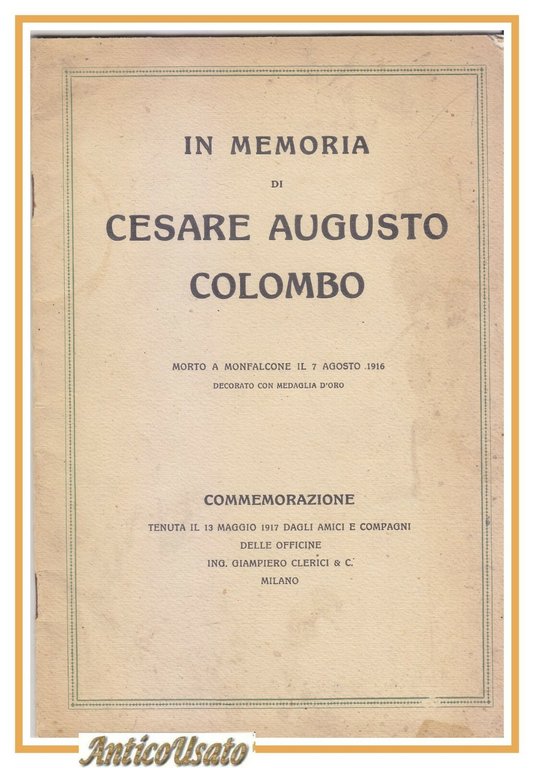 IN MEMORIA
DI
CESARE AUGUSTO
COLOMBO
MORTO A MONFALCONE IL 7 AGOSTO 1916
DECORATO CON MEDAGLIA D'ORO
COMMEMORAZIONE
TENUTA IL 13 MAGGIO 1917 DAGLI AMICI E COMPAGNI
DELLE OFFICINE
ING. GIAMPIERO CLERICI & C.
MILANO
AnticoUsato